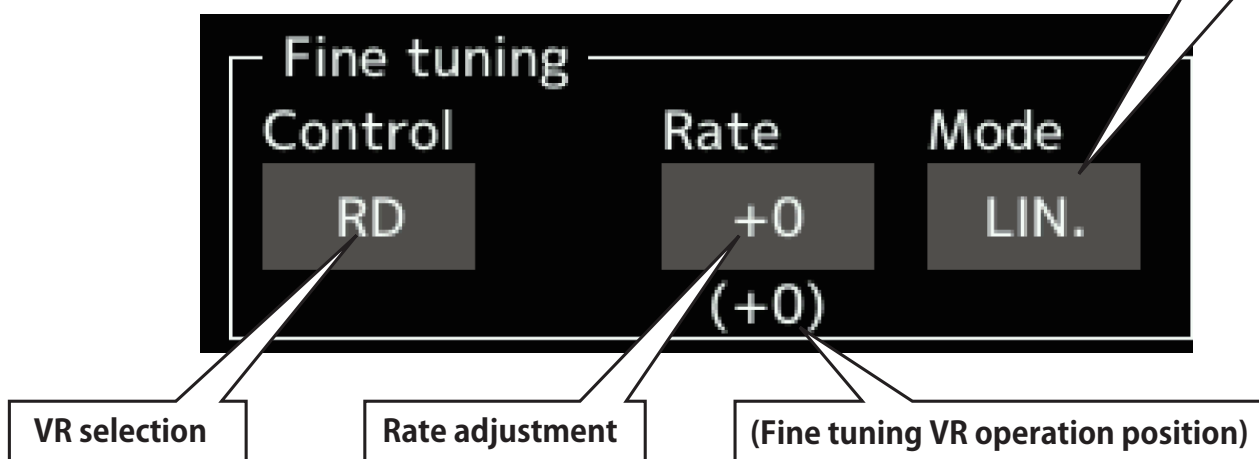 Fine tuning
Control Rate Mode
RD +0 LIN.
(+0)
VR selection Rate adjustment (Fine tuning VR operation position)